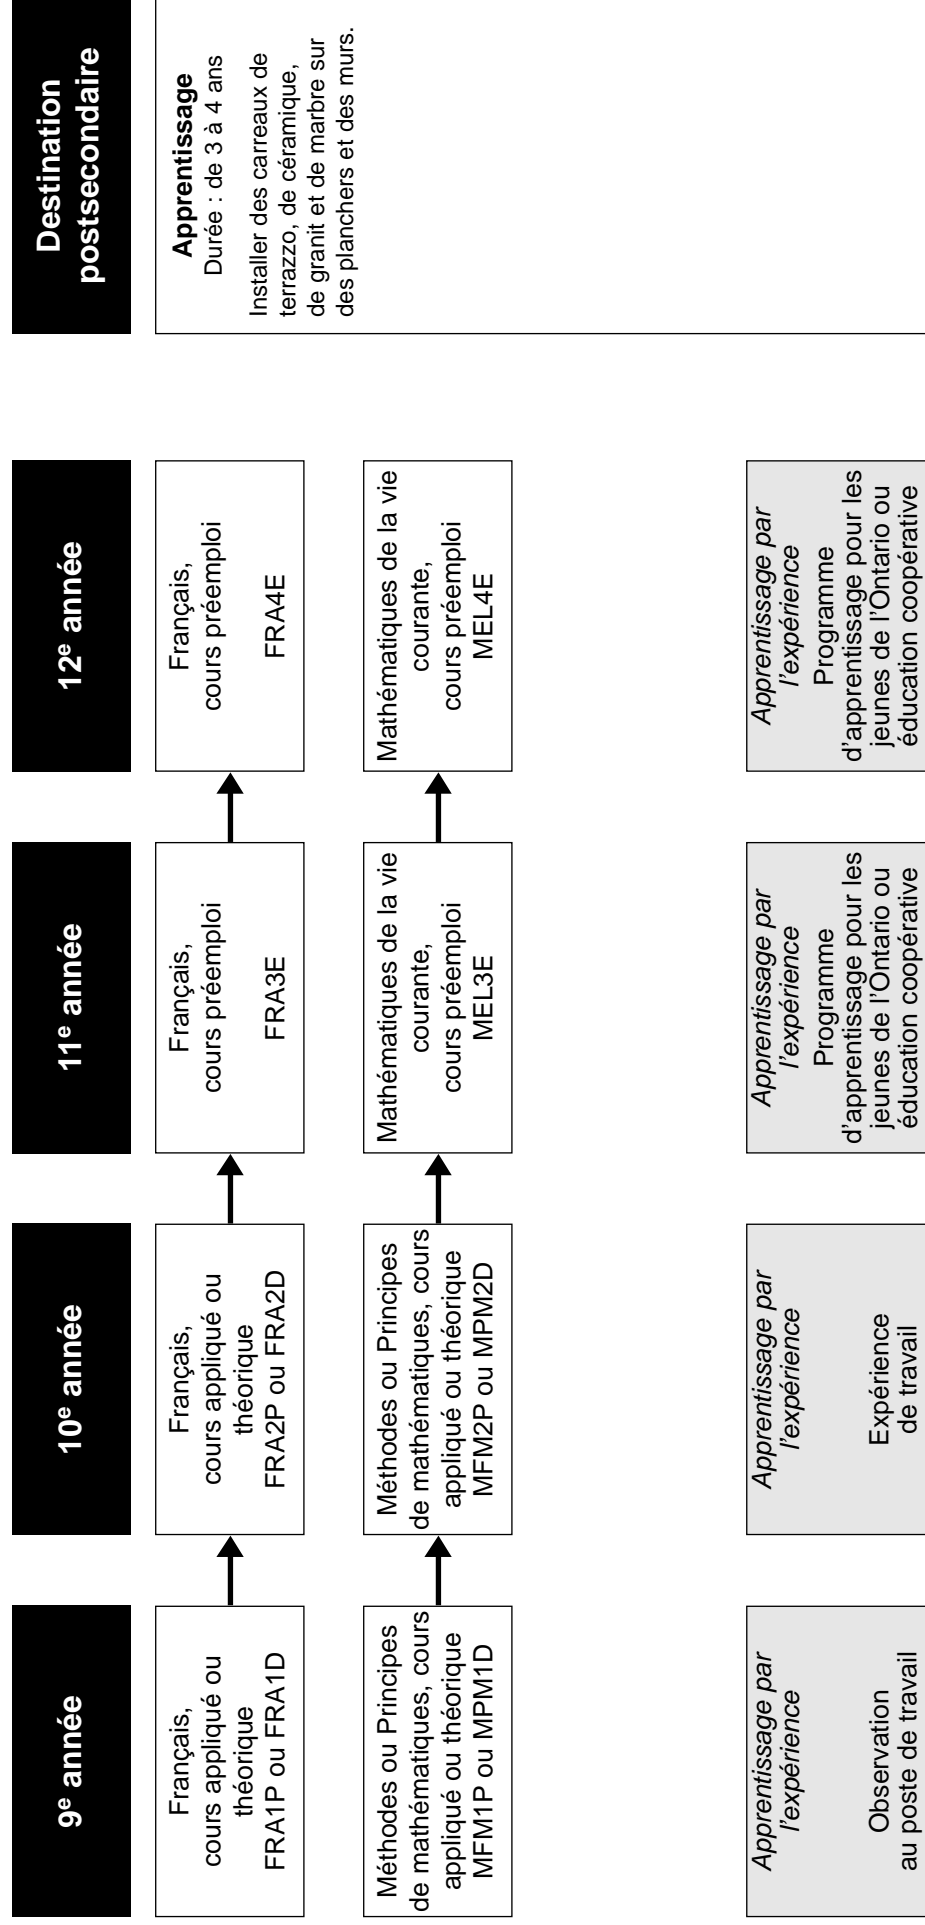 9e année
10e année
11e année
12e année
Destination
postsecondaire
Français,
cours appliqué ou
théorique
FRA1P ou FRA1D
Français,
cours appliqué ou
théorique
FRA2P ou FRA2D
Français,
cours préemploi
FRA3E
Français,
cours préemploi
FRA4E
Apprentissage
Durée : de 3 à 4 ans
Installer des carreaux de
terrazzo, de céramique,
de granit et de marbre sur
des planchers et des murs.
Méthodes ou Principes
de mathématiques, cours
appliqué ou théorique
MFM1P ou MPM1D
Méthodes ou Principes
de mathématiques, cours
appliqué ou théorique
MFM2P ou MPM2D
Mathématiques de la vie
courante,
cours préemploi
MEL3E
Mathématiques de la vie
courante,
cours préemploi
MEL4E
Apprentissage par
l'expérience
Observation
au poste de travail
Apprentissage par
l'expérience
Expérience
de travail
Apprentissage par
l'expérience
Programme
d'apprentissage pour les
jeunes de l'Ontario ou
éducation coopérative
Apprentissage par
l'expérience
Programme
d'apprentissage pour les
jeunes de l'Ontario ou
éducation coopérative